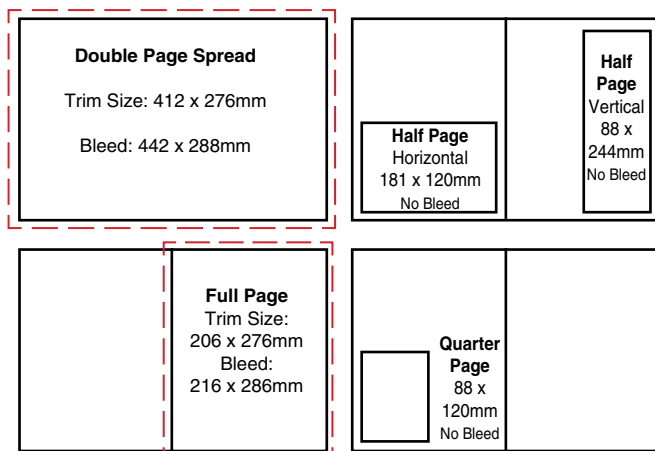 Double Page Spread
Trim Size: 412 x 276mm
Bleed: 442 x 288mm
Half Page
Horizontal
181 x 120mm
No Bleed
Half
Page
Vertical
88 x
244mm
No Bleed
Full Page
Trim Size:
206 x 276mm
Bleed:
216 x 286mm
Quarter
Page
88 x
120mm
No Bleed